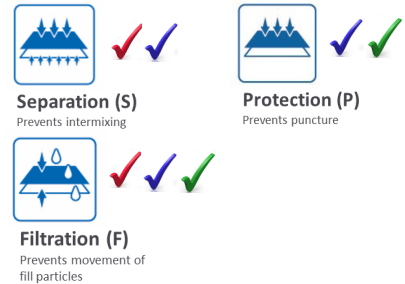 Separation (S)
Prevents intermixing
Protection (P)
Prevents puncture
Filtration (F)
Prevents movement of
fill particles